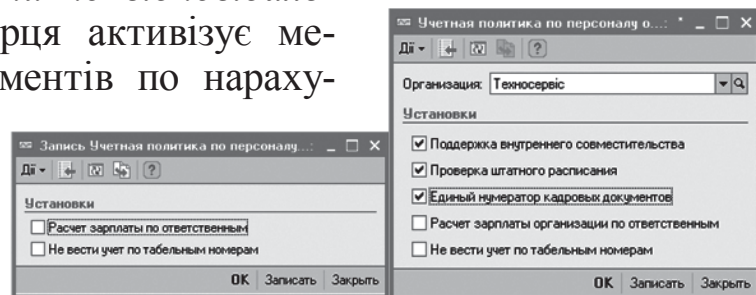 рця активізує ме-
ментів по нараху-
Запись Учетная политика по персоналу...:
Дії
Установки
Расчет зарплаты по ответственным
Не вести учет по табельным номерам
OK Записать Закрыть
Учетная политика по персоналу о...: *
Дії
Организация: Техносервіс
Установки
Поддержка внутреннего совместительства
Проверка штатного расписания
Единый нумератор кадровых документов
Расчет зарплаты организации по ответственным
Не вести учет по табельным номерам
OK Записать Закрыть